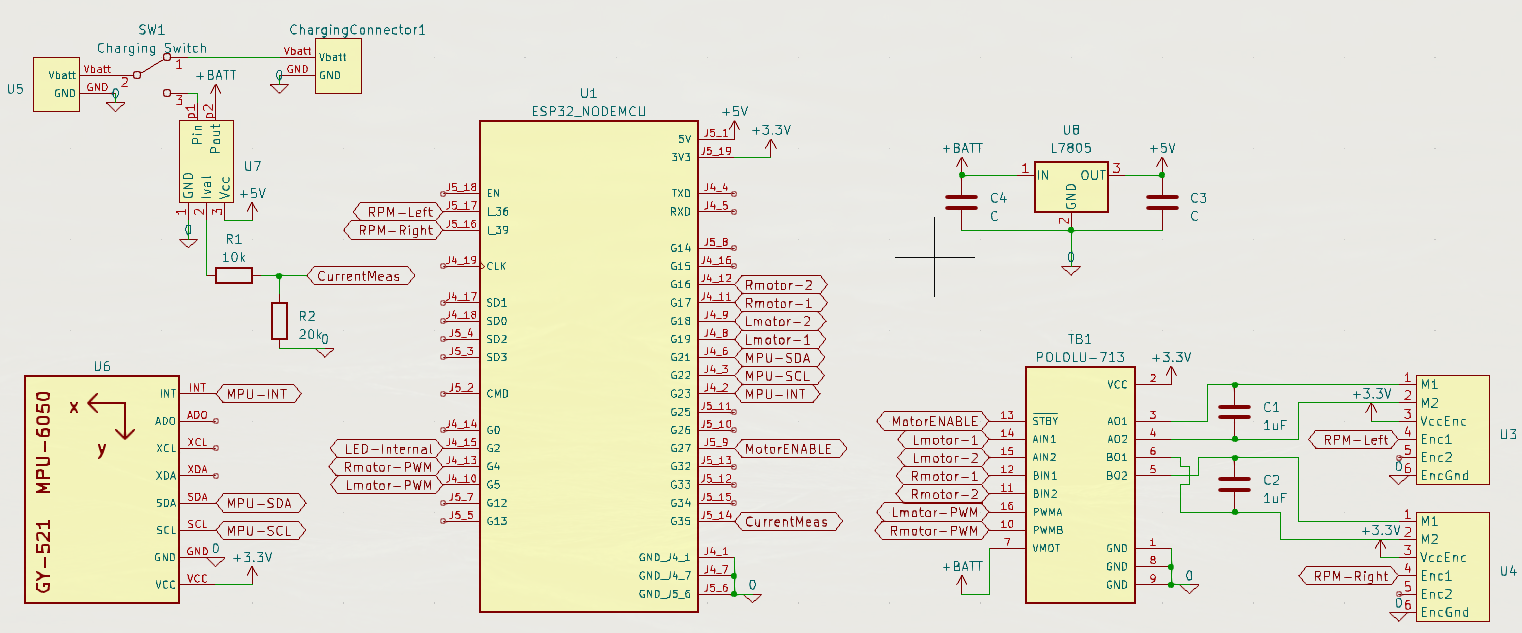 SW1
Charging Switch
1
2
3
U5
Vbatt
GND
Vbatt
GND
0
ChargingConnector1
Vbatt
GND
Vbatt
GND
0
+BATT
p1
p2
Pin
Pout
U7
GND
Ival
Vcc
1
2
3
+5V
0
R1
10k
CurrentMeas
R2
20k
0
U6
GY-521 MPU-6050
x
y
INT
ADO
XCL
XDA
SDA
SCL
GND
VCC
INT
ADO
XCL
XDA
SDA
SCL
GND
VCC
MPU-INT
MPU-SDA
MPU-SCL
0
+3.3V
U1
ESP32_NODEMCU
J5_18 EN
RPM-Left J5_17 I_36
RPM-Right J5_16 I_39
J4_19 CLK
J4_17 SD1
J4_18 SD0
J5_4 SD2
J5_3 SD3
J5_2 CMD
J4_14 G0
LED-Internal J4_15 G2
Rmotor-PWM J4_13 G4
Lmotor-PWM J4_10 G5
J5_7 G12
J5_5 G13
5V J5_1 +5V
3V3 J5_19 +3.3V
TXD J4_4
RXD J4_5
G14 J5_8
G15 J4_16
G16 J4_12 Rmotor-2
G17 J4_11 Rmotor-1
G18 J4_9 Lmotor-2
G19 J4_8 Lmotor-1
G21 J4_6 MPU-SDA
G22 J4_3 MPU-SCL
G23 J4_2 MPU-INT
G25 J5_11
G26 J5_10
G27 J5_9 MotorENABLE
G32 J5_13
G33 J5_12
G34 J5_15
G35 J5_14 CurrentMeas
GND_J4_1 J4_1
GND_J4_7 J4_7
GND_J5_6 J5_6
0
U8
L7805
+BATT
1 IN
OUT 3
GND
2
+5V
C4
C
C3
C
0
TB1
POLOLU-713
MotorENABLE 13 STBY
Lmotor-1 14 AIN1
Lmotor-2 15 AIN2
Rmotor-1 12 BIN1
Rmotor-2 11 BIN2
Lmotor-PWM 16 PWMA
Rmotor-PWM 10 PWMB
7 VMOT
+BATT
VCC 2 +3.3V
AO1 3
AO2 4
BO1 6
BO2 5
GND 1
GND 8
GND 9
0
C1
1uF
C2
1uF
U3
1 M1
2 M2
+3.3V 3 VccEnc
RPM-Left 4 Enc1
5 Enc2
0 6 EncGnd
U4
1 M1
2 M2
+3.3V 3 VccEnc
RPM-Right 4 Enc1
5 Enc2
0 6 EncGnd